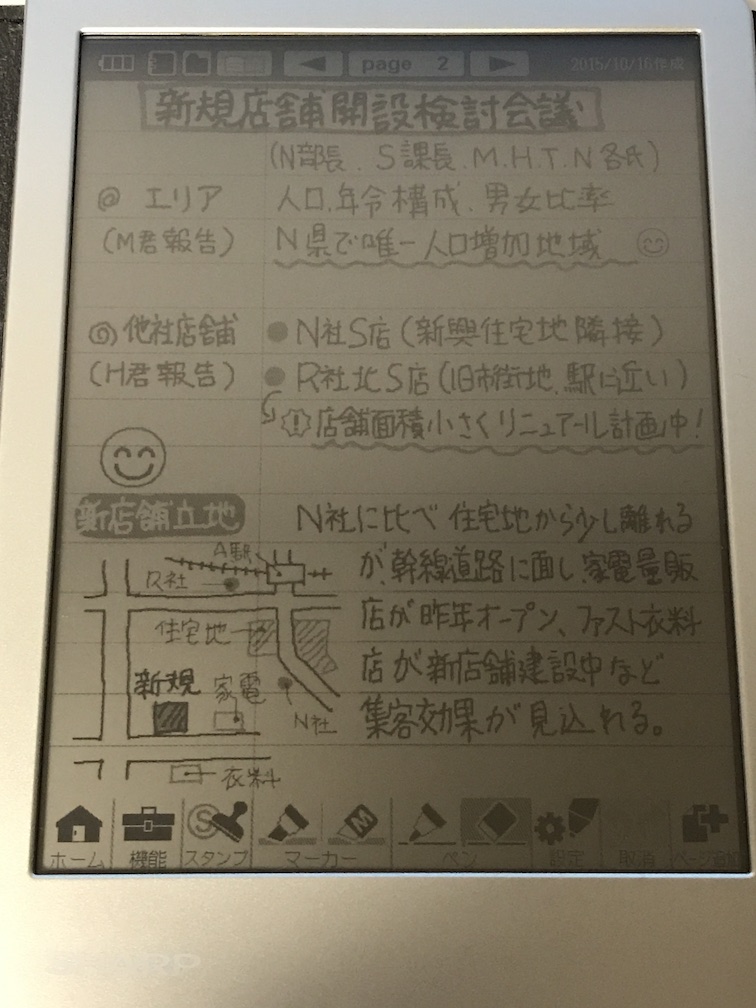 page 2
2015/10/16作成
新規店舗開設検討会議
(N部長、S課長、M.H.T.N各氏)
@ エリア 人口、年令構成、男女比率
(M君報告) N県で唯一人口増加地域
◎他社店舗 ●N社S店(新興住宅地隣接)
(H君報告) ●R社北S店(旧市街地、駅に近い)
店舗面積小さくリニュアール計画中!
新店舗立地
N社に比べ住宅地から少し離れる
が、幹線道路に面し、家電量販
店が昨年オープン、ファスト衣料
店が新店舗建設中など
集客効果が見込れる。
A駅
R社
住宅地
新規 家電
N社
衣料
ホーム 機能 スタンプ マーカー ペン 設定 取消 ページ追加
SHARP